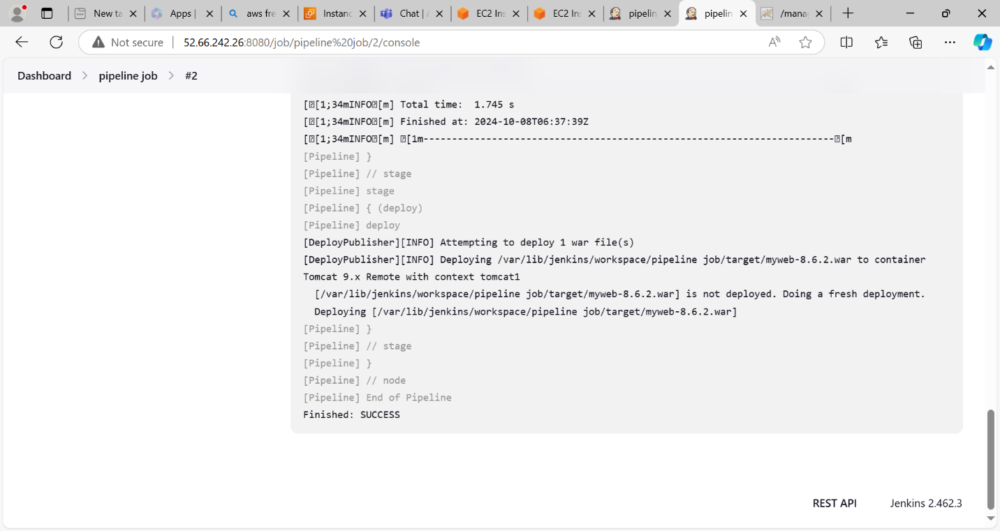 New ta
Apps |
aws fre
Instanc
Chat | 
EC2 Ins
EC2 Ins
pipelin
pipelin
/manag
Not secure
52.66.242.26:8080/job/pipeline%20job/2/console
Dashboard > pipeline job > #2
[[1;34mINFO[m] Total time:  1.745 s
[[1;34mINFO[m] Finished at: 2024-10-08T06:37:39Z
[[1;34mINFO[m] [1m------------------------------------------------------------------------[m
[Pipeline] }
[Pipeline] // stage
[Pipeline] stage
[Pipeline] { (deploy)
[Pipeline] deploy
[DeployPublisher][INFO] Attempting to deploy 1 war file(s)
[DeployPublisher][INFO] Deploying /var/lib/jenkins/workspace/pipeline job/target/myweb-8.6.2.war to container
Tomcat 9.x Remote with context tomcat1
[/var/lib/jenkins/workspace/pipeline job/target/myweb-8.6.2.war] is not deployed. Doing a fresh deployment.
Deploying [/var/lib/jenkins/workspace/pipeline job/target/myweb-8.6.2.war]
[Pipeline] }
[Pipeline] // stage
[Pipeline] }
[Pipeline] // node
[Pipeline] End of Pipeline
Finished: SUCCESS
REST API
Jenkins 2.462.3